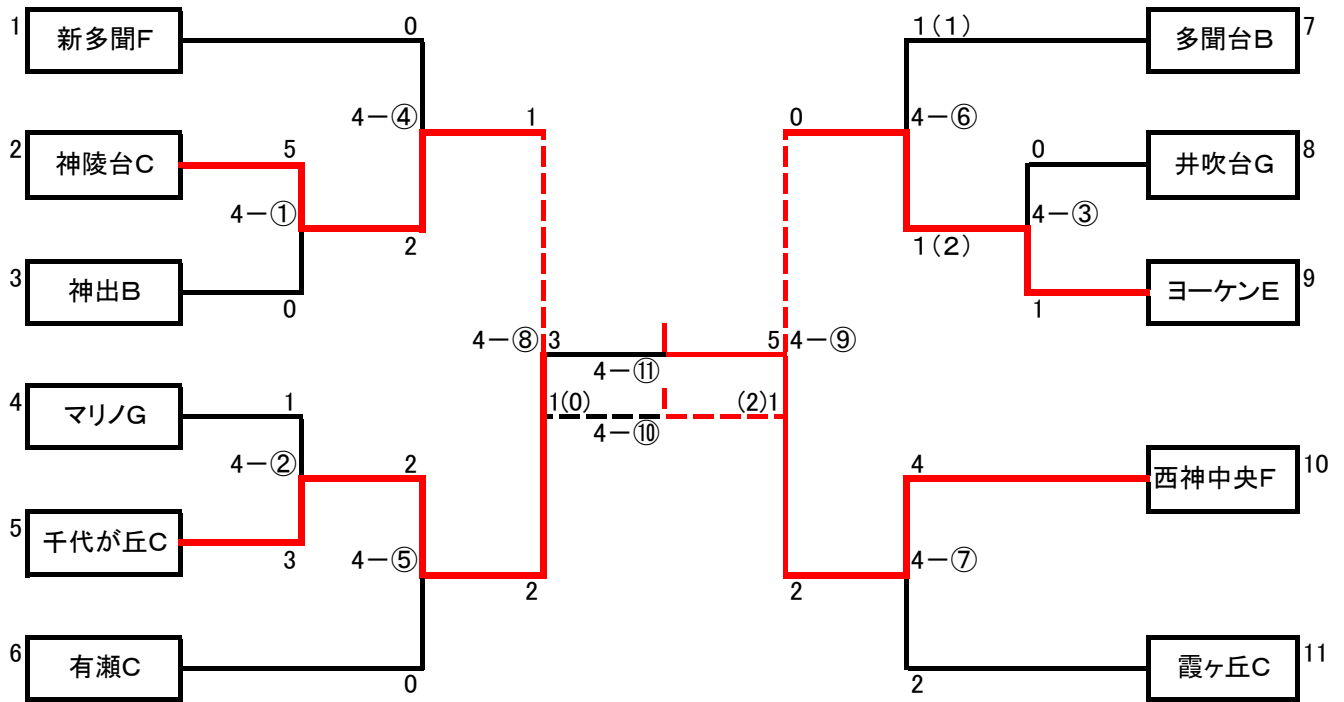 1 新多聞F 0 1(1) 多聞台B 7
4-④ 1 0 4-⑥
2 神陵台C 5 0 井吹台G 8
4-① 2 1(2) 4-③
3 神出B 0 1 ヨーケンE 9
4-⑧ 3 5 4-⑨
4-⑪
4 マリノG 1 1(0) (2)1
4-⑩
4-② 2 4 西神中央F 10
5 千代が丘C 3 4-⑤ 2 2 4-⑦
6 有瀬C 0 2 霞ヶ丘C 11